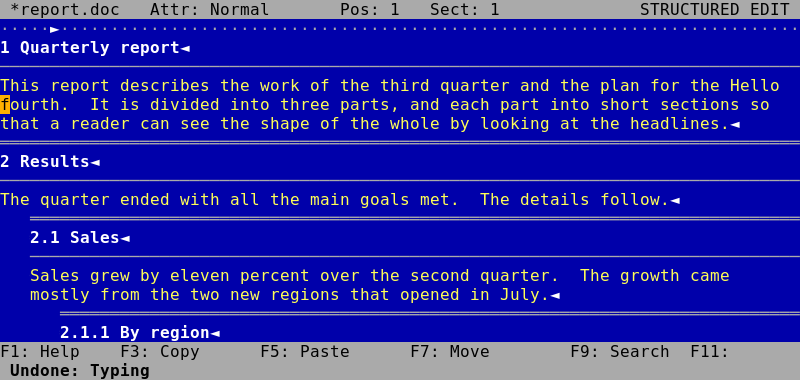 *report.doc   Attr: Normal       Pos: 1   Sect: 1              STRUCTURED EDIT
1 Quarterly report◄
This report describes the work of the third quarter and the plan for the Hello
fourth.  It is divided into three parts, and each part into short sections so
that a reader can see the shape of the whole by looking at the headlines.◄
2 Results◄
The quarter ended with all the main goals met.  The details follow.◄
2.1 Sales◄
Sales grew by eleven percent over the second quarter.  The growth came
mostly from the two new regions that opened in July.◄
2.1.1 By region◄
F1: Help    F3: Copy      F5: Paste      F7: Move        F9: Search  F11:
Undone: Typing